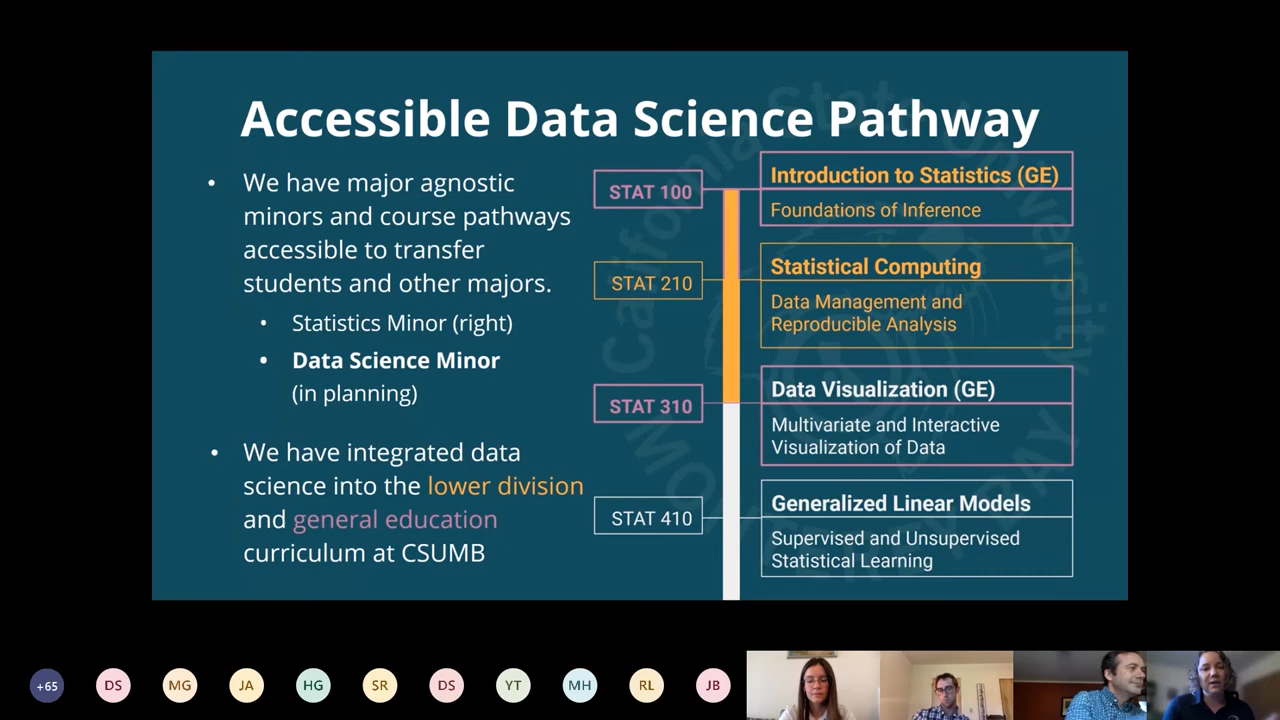 Accessible Data Science Pathway
• We have major agnostic
minors and course pathways
accessible to transfer
students and other majors.
• Statistics Minor (right)
• Data Science Minor
(in planning)
• We have integrated data
science into the lower division
and general education
curriculum at CSUMB
STAT 100
Introduction to Statistics (GE)
Foundations of Inference
STAT 210
Statistical Computing
Data Management and
Reproducible Analysis
STAT 310
Data Visualization (GE)
Multivariate and Interactive
Visualization of Data
STAT 410
Generalized Linear Models
Supervised and Unsupervised
Statistical Learning
+65 DS MG JA HG SR DS YT MH RL JB